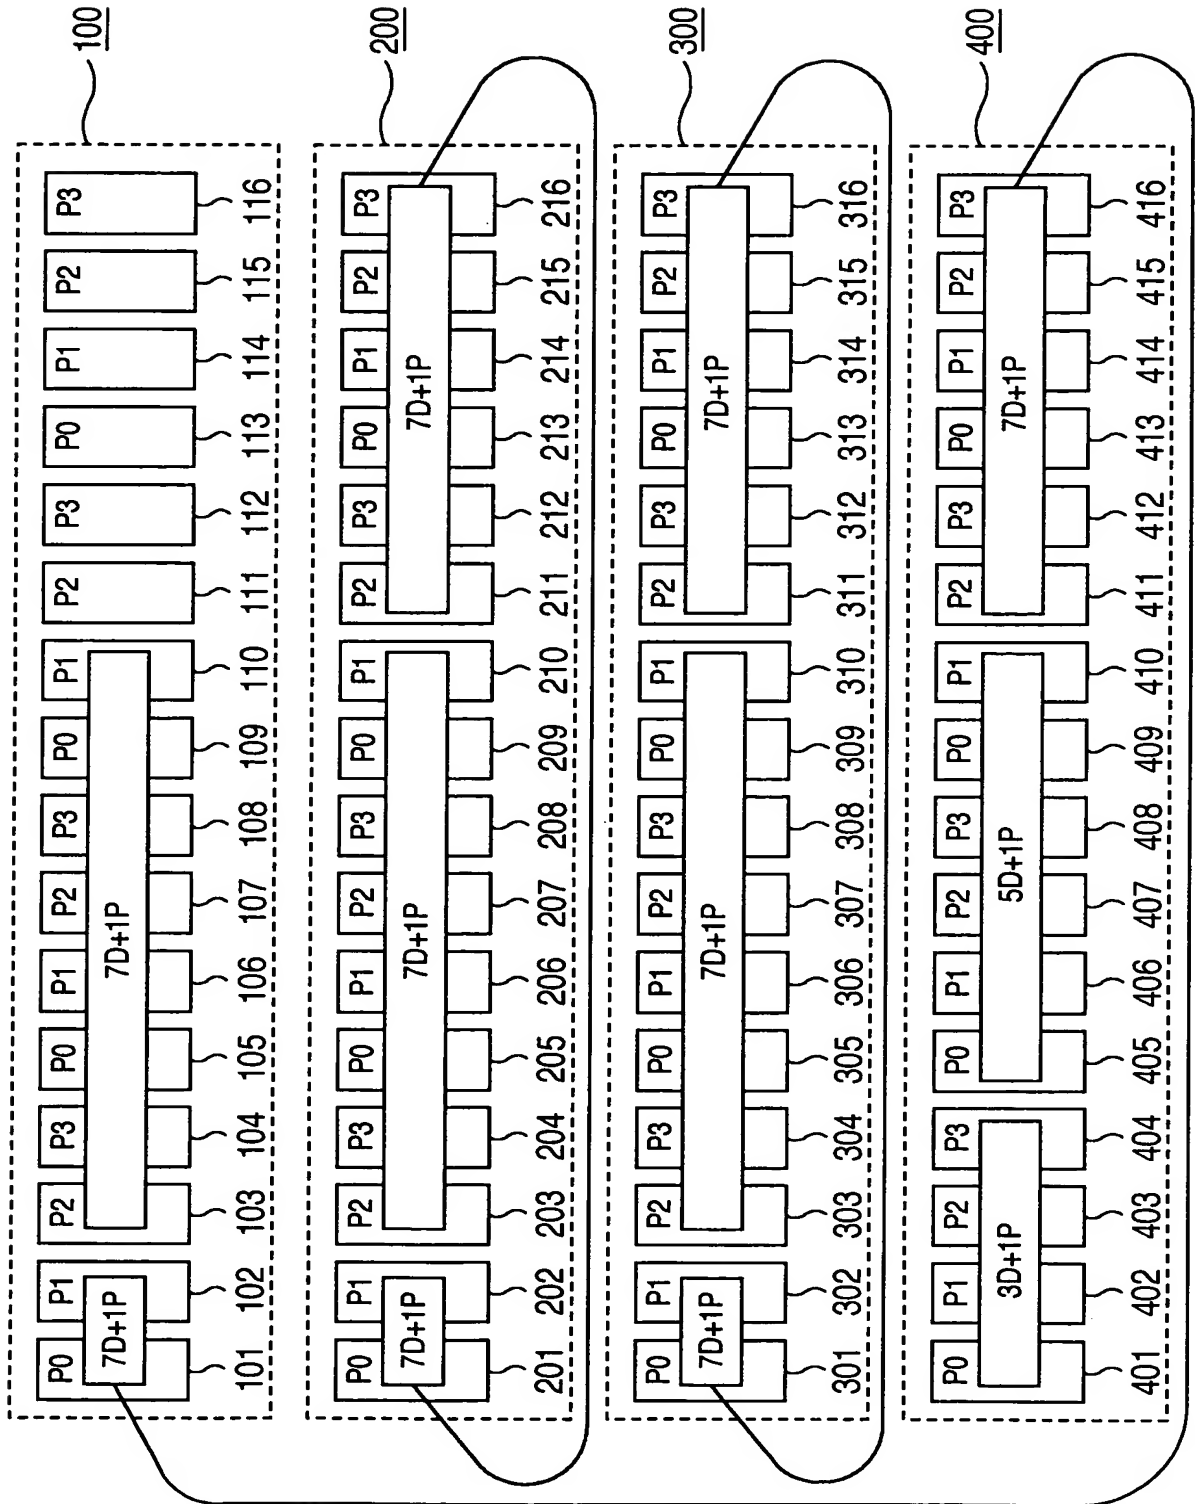 100
P0 P1 P2 P3 P0 P1 P2 P3 P0 P1 P2 P3 P0 P1 P2 P3
7D+1P 7D+1P
101 102 103 104 105 106 107 108 109 110 111 112 113 114 115 116
200
P0 P1 P2 P3 P0 P1 P2 P3 P0 P1 P2 P3 P0 P1 P2 P3
7D+1P 7D+1P 7D+1P
201 202 203 204 205 206 207 208 209 210 211 212 213 214 215 216
300
P0 P1 P2 P3 P0 P1 P2 P3 P0 P1 P2 P3 P0 P1 P2 P3
7D+1P 7D+1P 7D+1P
301 302 303 304 305 306 307 308 309 310 311 312 313 314 315 316
400
P0 P1 P2 P3 P0 P1 P2 P3 P0 P1 P2 P3 P0 P1 P2 P3
3D+1P 5D+1P 7D+1P
401 402 403 404 405 406 407 408 409 410 411 412 413 414 415 416